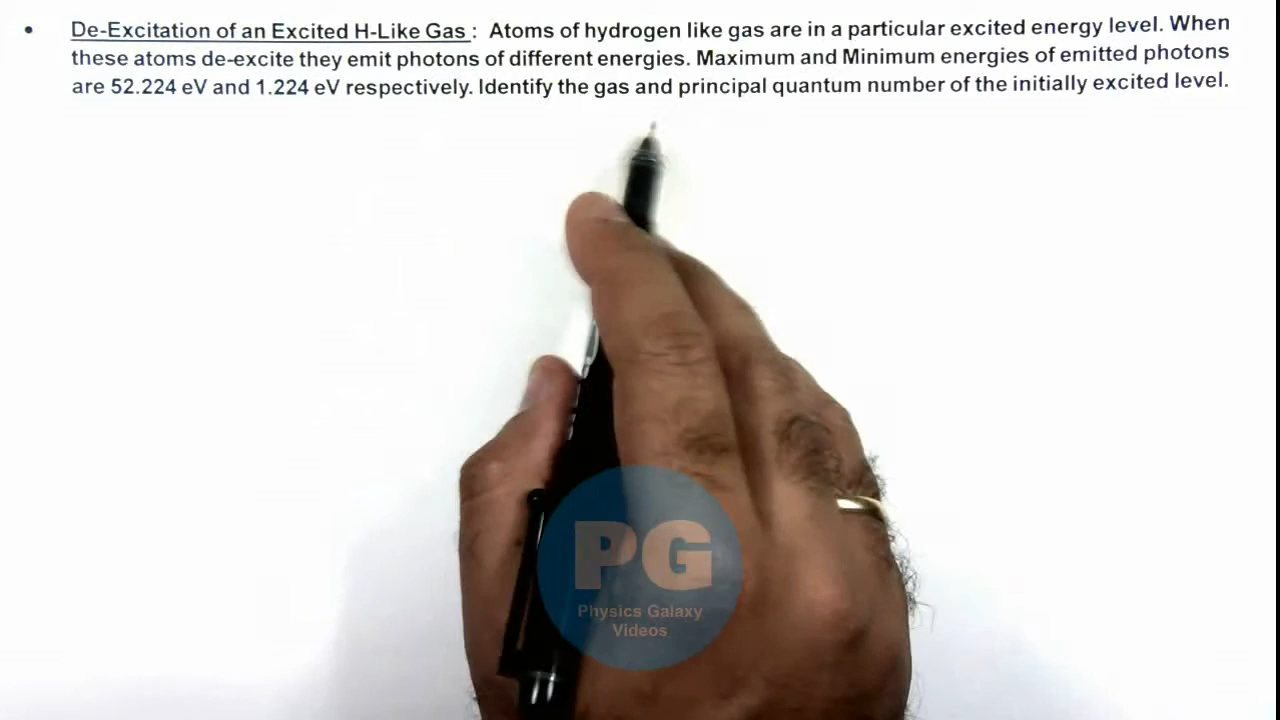 • De-Excitation of an Excited H-Like Gas : Atoms of hydrogen like gas are in a particular excited energy level. When
these atoms de-excite they emit photons of different energies. Maximum and Minimum energies of emitted photons
are 52.224 eV and 1.224 eV respectively. Identify the gas and principal quantum number of the initially excited level.
PG
Physics Galaxy
Videos